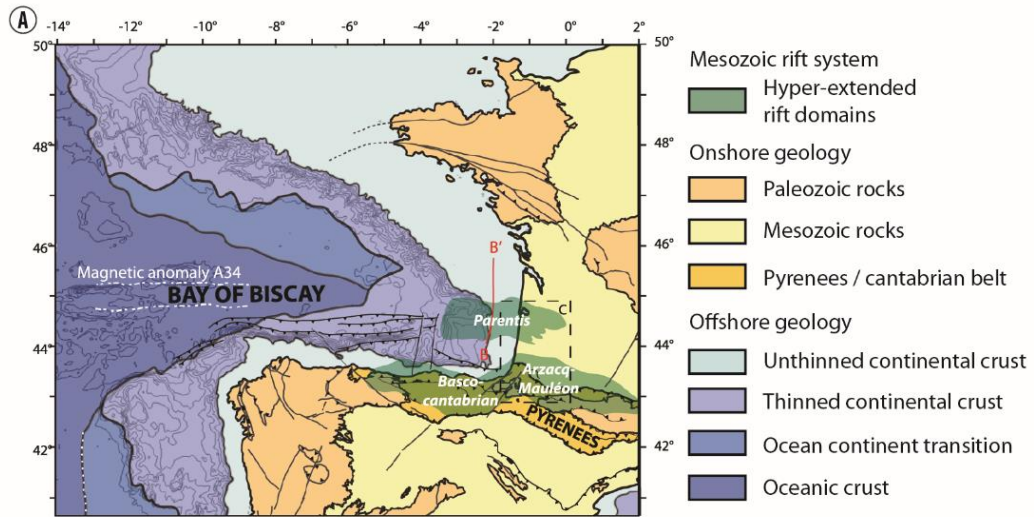 A
-14° -12° -10° -8° -6° -4° -2° 0° 2
50° 50°
48° 48°
46° 46°
44° 44°
42° 42°
B'
Magnetic anomaly A34
BAY OF BISCAY
Parentis
C
B
Basco-
cantabrian
Arzacq-
Mauléon
PYRENEES
Mesozoic rift system
Hyper-extended
rift domains
Onshore geology
Paleozoic rocks
Mesozoic rocks
Pyrenees / cantabrian belt
Offshore geology
Unthinned continental crust
Thinned continental crust
Ocean continent transition
Oceanic crust